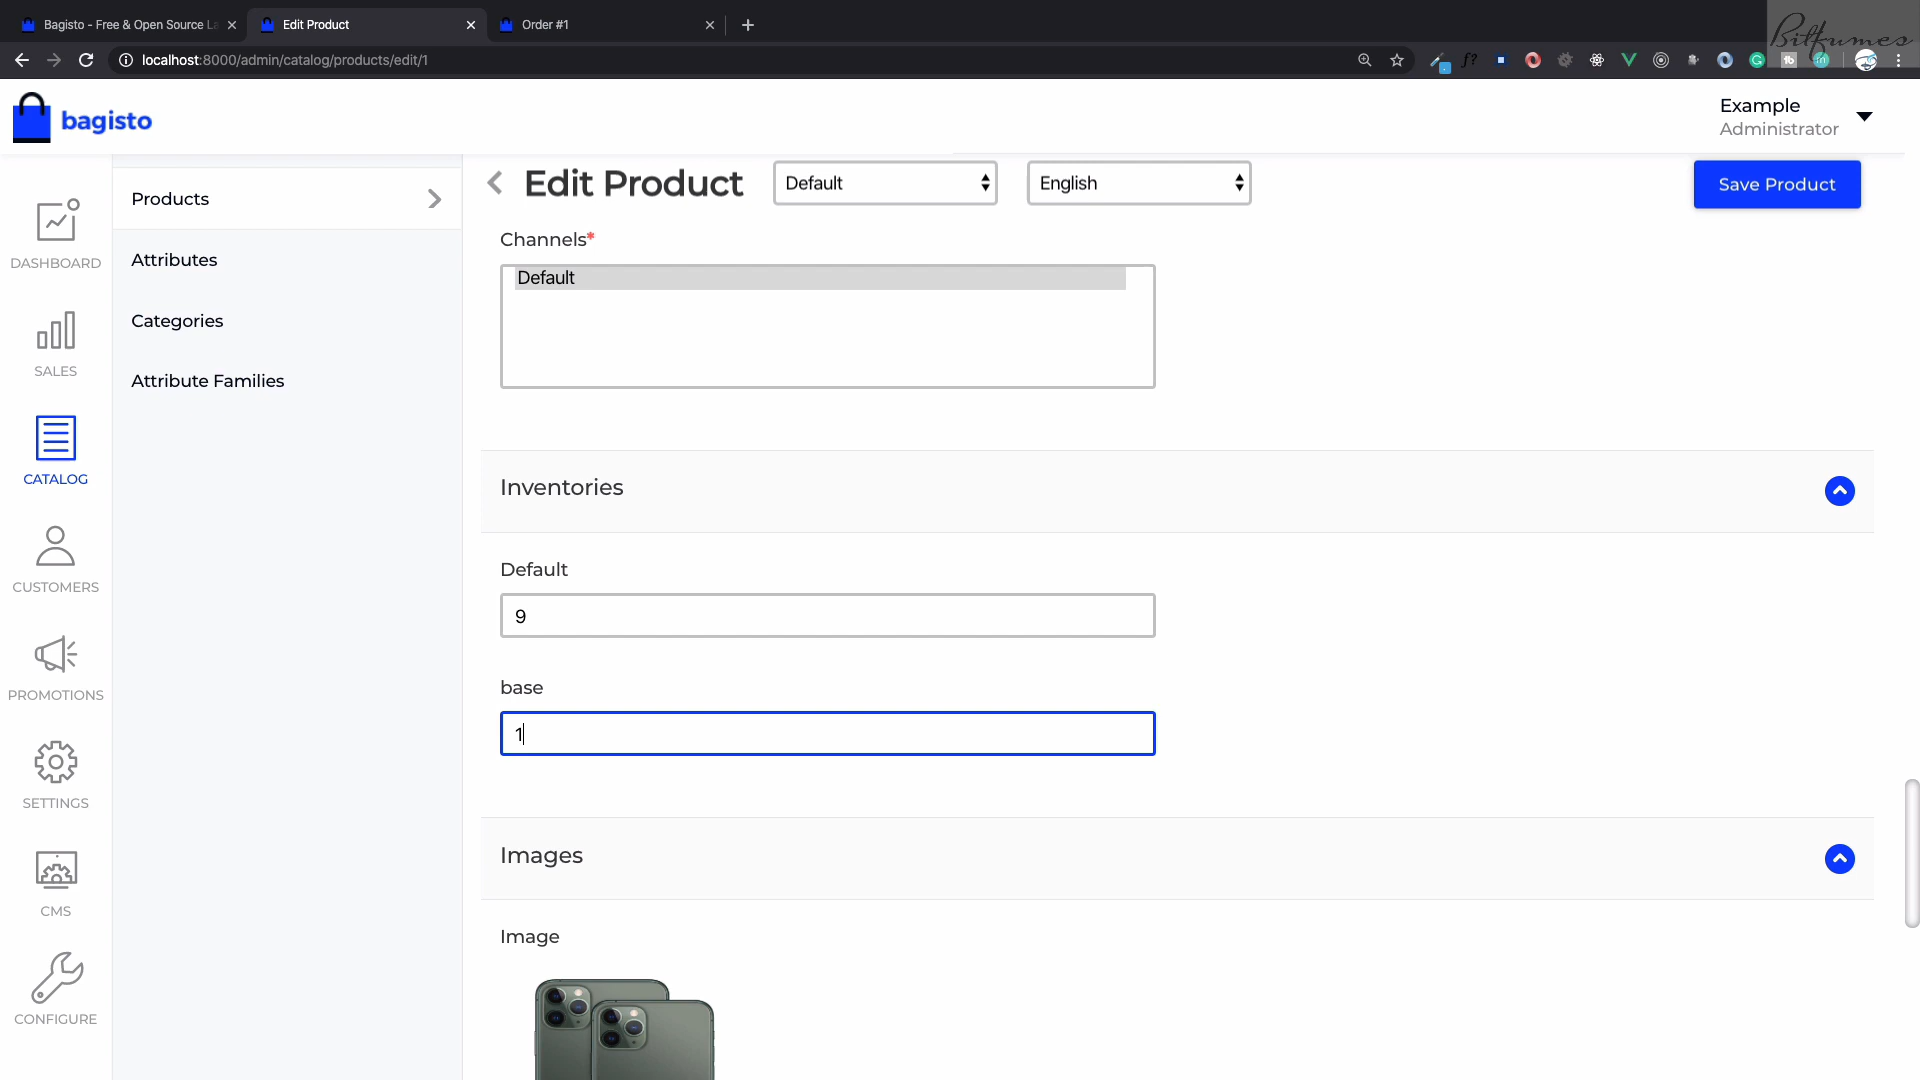 Bagisto - Free & Open Source La
Edit Product
Order #1
localhost:8000/admin/catalog/products/edit/1
Bitfumes
bagisto
Example
Administrator
DASHBOARD
SALES
CATALOG
CUSTOMERS
PROMOTIONS
SETTINGS
CMS
CONFIGURE
Products
Attributes
Categories
Attribute Families
Edit Product
Default
English
Save Product
Channels*
Default
Inventories
Default
9
base
1
Images
Image